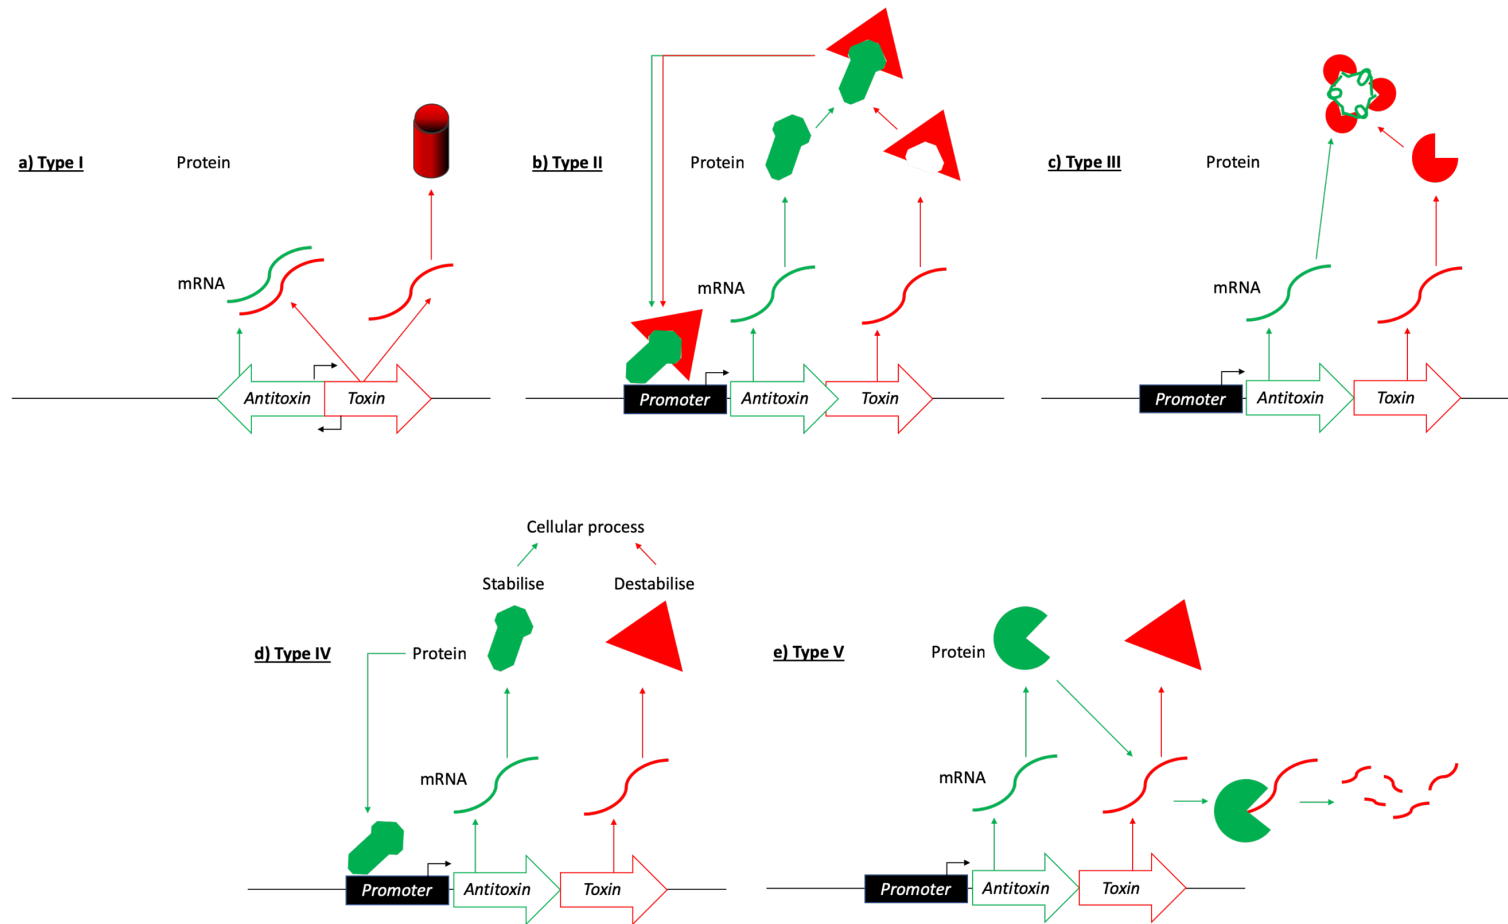 a) Type I
Protein
mRNA
Antitoxin
Toxin
b) Type II
Protein
mRNA
Promoter
Antitoxin
Toxin
c) Type III
Protein
mRNA
Promoter
Antitoxin
Toxin
Cellular process
Stabilise
Destabilise
d) Type IV
Protein
mRNA
Promoter
Antitoxin
Toxin
e) Type V
Protein
mRNA
Promoter
Antitoxin
Toxin